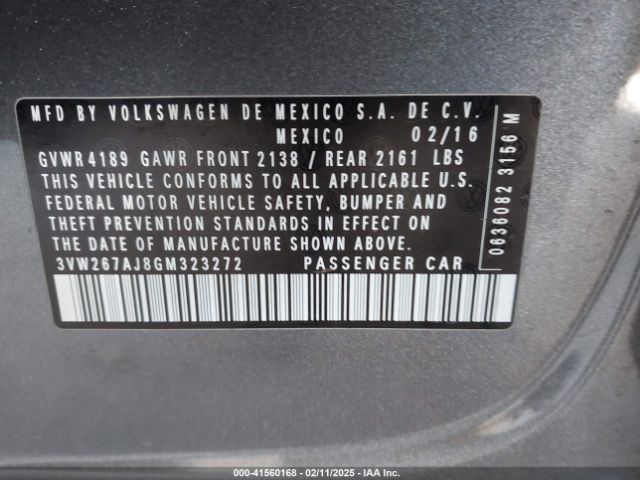 MFD BY VOLKSWAGEN DE MEXICO S.A. DE C.V.
MEXICO 02/16
GVWR 4189 GAWR FRONT 2138 / REAR 2161 LBS
THIS VEHICLE CONFORMS TO ALL APPLICABLE U.S.
FEDERAL MOTOR VEHICLE SAFETY, BUMPER AND
THEFT PREVENTION STANDARDS IN EFFECT ON
THE DATE OF MANUFACTURE SHOWN ABOVE.
3VW267AJ8GM323272 PASSENGER CAR
0636082 3156 M
000-41560168 - 02/11/2025 - IAA Inc.